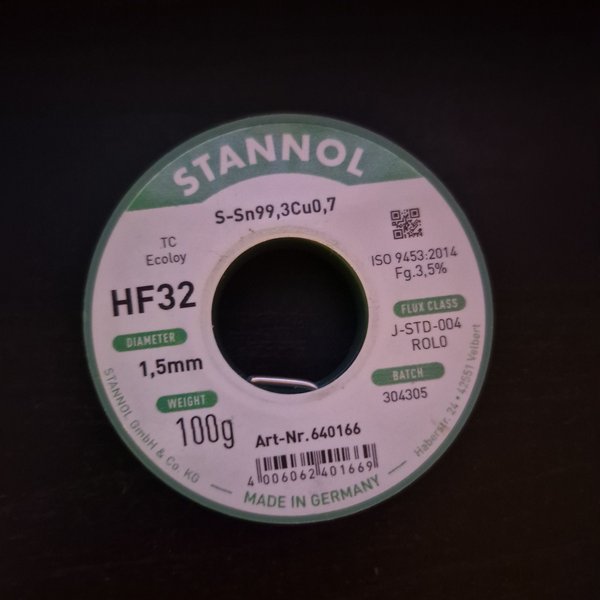 STANNOL
S-Sn99,3Cu0,7
TC
Ecoloy
HF32
DIAMETER
1,5mm
WEIGHT
100g
ISO 9453:2014
Fg.3,5%
FLUX CLASS
J-STD-004
ROL0
BATCH
304305
Art-Nr. 640166
4 006062 401669
STANNOL GmbH & Co. KG — MADE IN GERMANY — Haberstr. 24 • 42551 Velbert